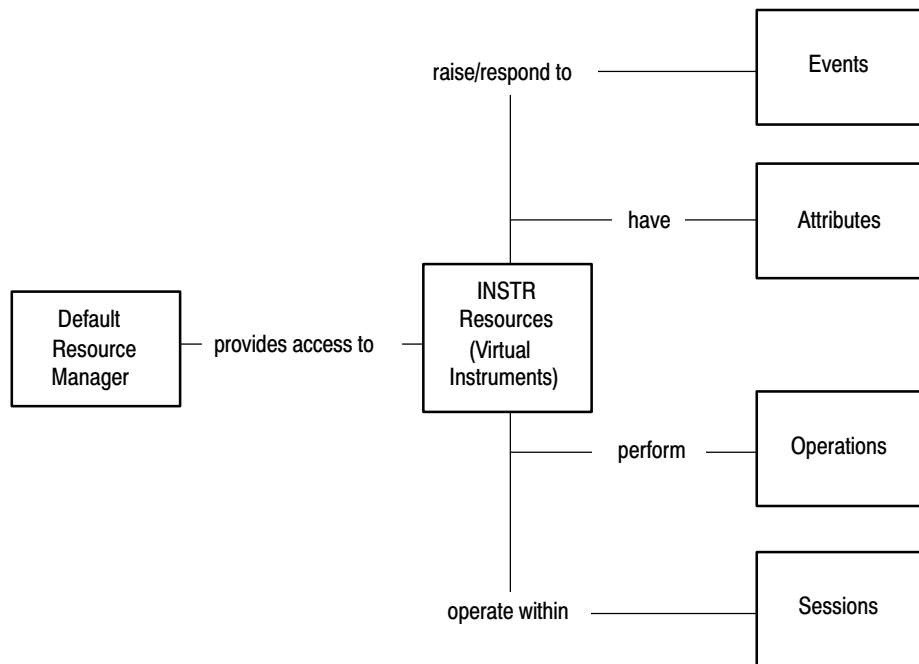 raise/respond to
Events
have
Attributes
Default
Resource
Manager
provides access to
INSTR
Resources
(Virtual
Instruments)
perform
Operations
operate within
Sessions